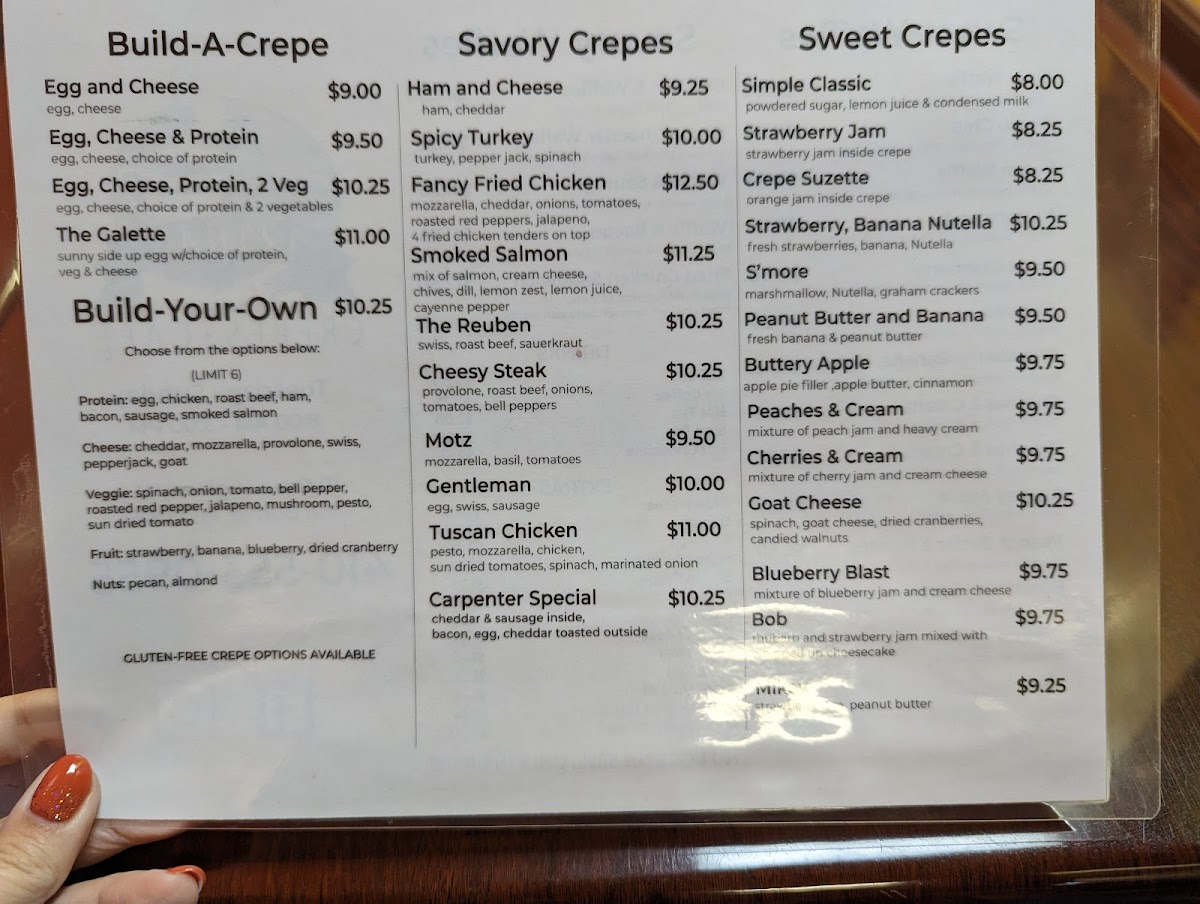 Build-A-Crepe
Egg and Cheese $9.00
egg, cheese
Egg, Cheese & Protein $9.50
egg, cheese, choice of protein
Egg, Cheese, Protein, 2 Veg $10.25
egg, cheese, choice of protein & 2 vegetables
The Galette $11.00
sunny side up egg w/choice of protein,
veg & cheese
Build-Your-Own $10.25
Choose from the options below:
(LIMIT 6)
Protein: egg, chicken, roast beef, ham,
bacon, sausage, smoked salmon
Cheese: cheddar, mozzarella, provolone, swiss,
pepperjack, goat
Veggie: spinach, onion, tomato, bell pepper,
roasted red pepper, jalapeno, mushroom, pesto,
sun dried tomato
Fruit: strawberry, banana, blueberry, dried cranberry
Nuts: pecan, almond
GLUTEN-FREE CREPE OPTIONS AVAILABLE
Savory Crepes
Ham and Cheese $9.25
ham, cheddar
Spicy Turkey $10.00
turkey, pepper jack, spinach
Fancy Fried Chicken $12.50
mozzarella, cheddar, onions, tomatoes,
roasted red peppers, jalapeno,
4 fried chicken tenders on top
Smoked Salmon $11.25
mix of salmon, cream cheese,
chives, dill, lemon zest, lemon juice,
cayenne pepper
The Reuben $10.25
swiss, roast beef, sauerkraut
Cheesy Steak $10.25
provolone, roast beef, onions,
tomatoes, bell peppers
Motz $9.50
mozzarella, basil, tomatoes
Gentleman $10.00
egg, swiss, sausage
Tuscan Chicken $11.00
pesto, mozzarella, chicken,
sun dried tomatoes, spinach, marinated onion
Carpenter Special $10.25
cheddar & sausage inside,
bacon, egg, cheddar toasted outside
Sweet Crepes
Simple Classic $8.00
powdered sugar, lemon juice & condensed milk
Strawberry Jam $8.25
strawberry jam inside crepe
Crepe Suzette $8.25
orange jam inside crepe
Strawberry, Banana Nutella $10.25
fresh strawberries, banana, Nutella
S'more $9.50
marshmallow, Nutella, graham crackers
Peanut Butter and Banana $9.50
fresh banana & peanut butter
Buttery Apple $9.75
apple pie filler ,apple butter, cinnamon
Peaches & Cream $9.75
mixture of peach jam and heavy cream
Cherries & Cream $9.75
mixture of cherry jam and cream cheese
Goat Cheese $10.25
spinach, goat cheese, dried cranberries,
candied walnuts
Blueberry Blast $9.75
mixture of blueberry jam and cream cheese
Bob $9.75
rhubarb and strawberry jam mixed with
cheesecake
$9.25
peanut butter